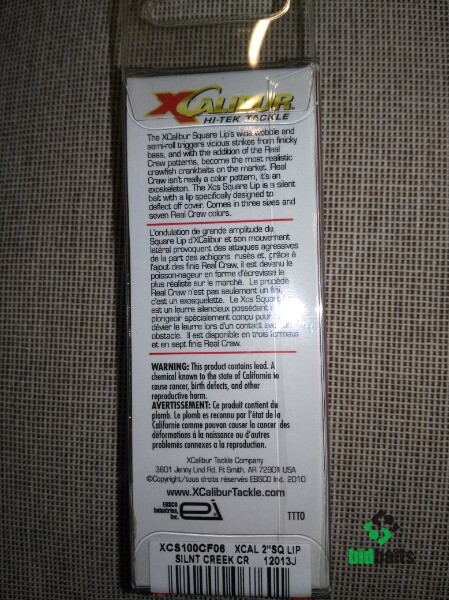 XCALIBUR
HI-TEK TACKLE
The XCalibur Square Lip's wide wobble and
semi-roll triggers vicious strikes from finicky
bass, and with the addition of the Real
Craw patterns, become the most realistic
crawfish crankbaits on the market. Real
Craw isn't really a color pattern, it's an
exoskeleton. The Xcs Square Lip is a silent
bait with a lip specifically designed to
deflect off cover. Comes in three sizes and
seven Real Craw colors.
L'ondulation de grande amplitude du
Square Lip d'XCalibur et son mouvement
latéral provoquent des attaques agressives
de la part des achigans rusés et, grâce à
l'ajout des finis Real Craw, il est devenu le
poisson-nageur en forme d'écrevisse le
plus réaliste sur le marché. Le procédé
Real Craw n'est pas seulement un fini,
c'est un exosquelette. Le Xcs Square
est un leurre silencieux possédant
plongeoir spécialement conçu pour
dévier le leurre lors d'un contact avec un
obstacle. Il est disponible en trois formats
et en sept finis Real Craw.
WARNING: This product contains lead. A
chemical known to the state of California to
cause cancer, birth defects, and other
reproductive harm.
AVERTISSEMENT: Ce produit contient du
plomb. Le plomb es reconnu par l'état de la
Californie comme pouvan causer la cancer des
déformations à la naissance ou d'autres
problémes connexes a la reproduction.
XCalibur Tackle Company
3601 Jenny Lind Rd. Ft Smith, AR 72901 USA
©Copyright/tous droits réservés EBSCO Ind. 2010
www.XCaliburTackle.com
EBSCO
Industries,
Inc.
ei
TTTO
XCS100CF06 XCAL 2"SQ LIP
SILNT CREEK CR 12013J
bidbons